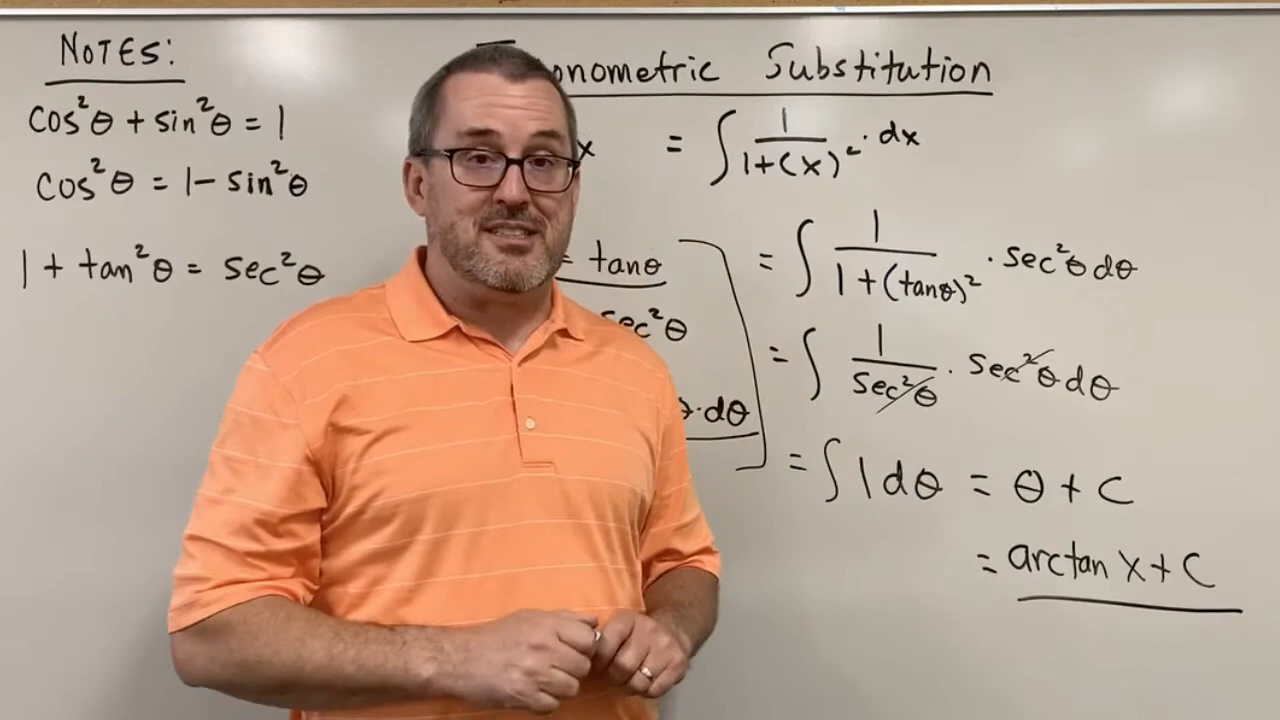 NOTES:
cos²θ + sin²θ = 1
cos²θ = 1 - sin²θ
1 + tan²θ = sec²θ
Substitution
x = ∫ 1/(1+(x)²) · dx
= tanθ
sec²θ
· dθ
= ∫ 1/(1+(tanθ)²) · sec²θ dθ
= ∫ 1/sec²θ · sec²θ dθ
= ∫ 1 dθ = θ + C
= arctan x + C